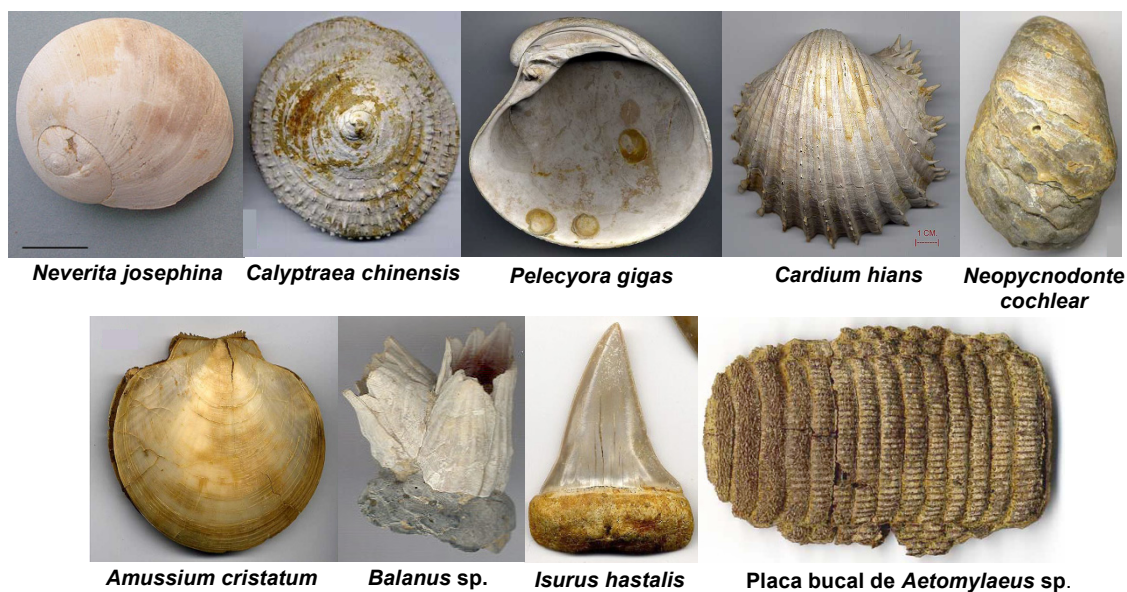 1 CM.
Neverita josephina
Calyptraea chinensis
Pelecyora gigas
Cardium hians
Neopycnodonte
cochlear
Amussium cristatum
Balanus sp.
Isurus hastalis
Placa bucal de Aetomylaeus sp.